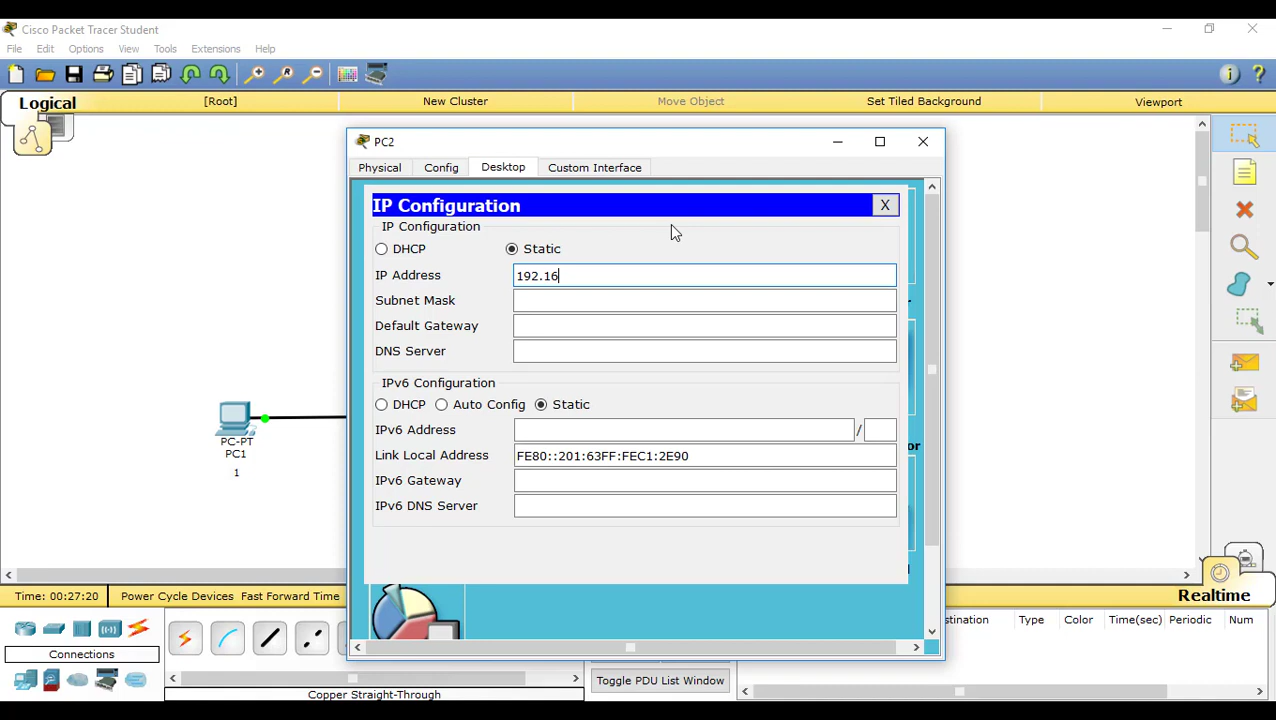 Cisco Packet Tracer Student
File Edit Options View Tools Extensions Help
Logical [Root] New Cluster Move Object Set Tiled Background Viewport
PC2
Physical Config Desktop Custom Interface
IP Configuration X
IP Configuration
DHCP Static
IP Address 192.16
Subnet Mask
Default Gateway
DNS Server
IPv6 Configuration
DHCP Auto Config Static
IPv6 Address /
Link Local Address FE80::201:63FF:FEC1:2E90
IPv6 Gateway
IPv6 DNS Server
PC-PT
PC1
1
Time: 00:27:20 Power Cycle Devices Fast Forward Time Realtime
Connections
Copper Straight-Through
Toggle PDU List Window
stination Type Color Time(sec) Periodic Num